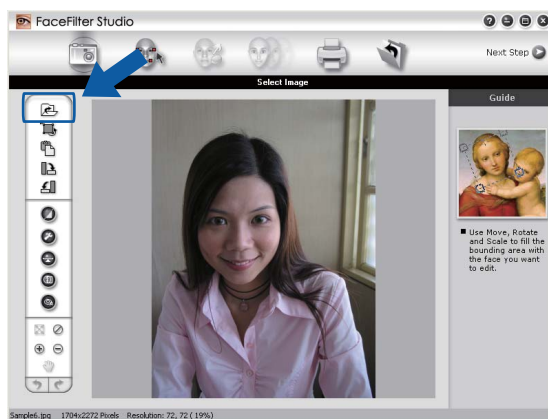 FaceFilter Studio
Next Step
Select Image
Guide
■ Use Move, Rotate
and Scale to fill the
bounding area with
the face you want
to edit.
Sample6.jpg 1704x2272 Pixels Resolution: 72, 72 ( 19%)